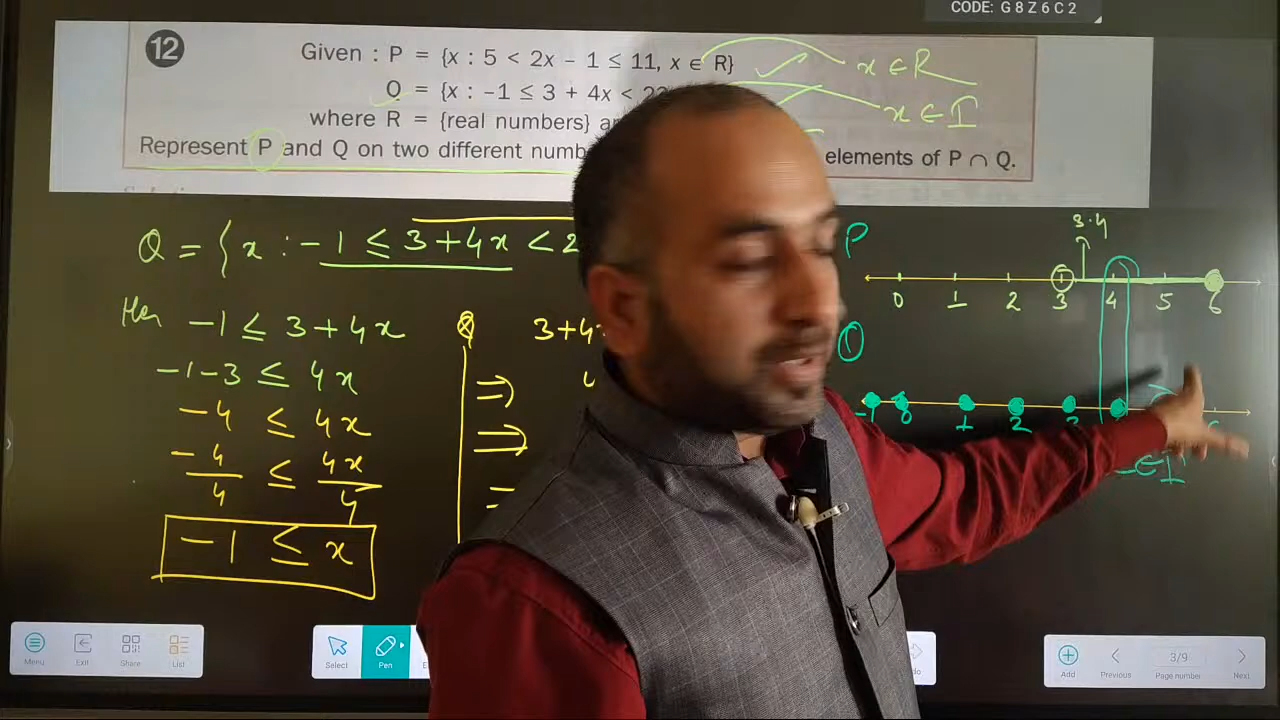 CODE: G 8 Z 6 C 2
12
Given : P = {x : 5 < 2x − 1 ≤ 11, x ∈ R}
x ∈ R
Q = {x : −1 ≤ 3 + 4x <
x ∈ I
where R = {real numbers}
Represent P and Q on two different
elements of P ∩ Q.
Q = { x : −1 ≤ 3+4x < 2
−1 ≤ 3+4x
−1−3 ≤ 4x
−4 ≤ 4x
−4/4 ≤ 4x/4
−1 ≤ x
⇒
⇒
P
3.4
0 1 2 3 4 5 6
Q
−1 0 1 2
∈ I
Menu Exit Share List
Select Pen
Add Previous 3/9 Page number Next